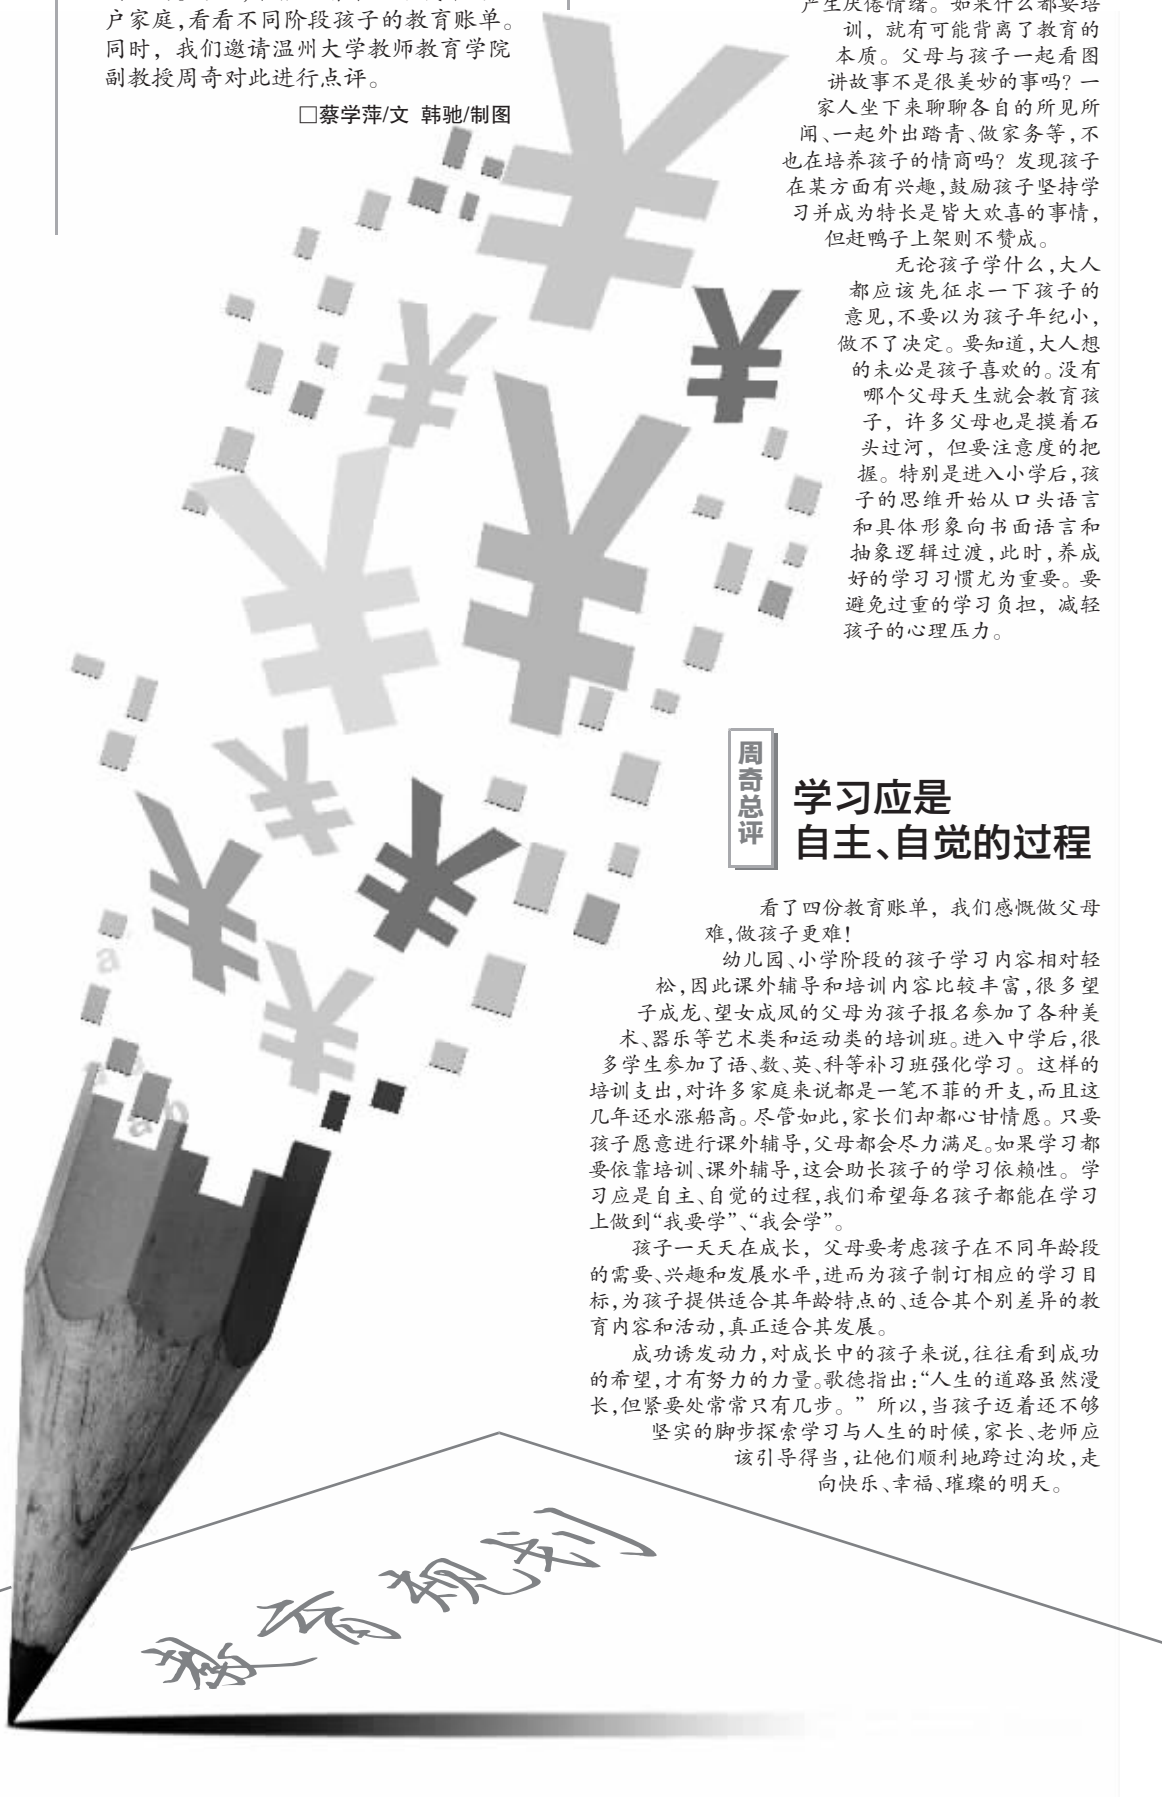 户家庭,看看不同阶段孩子的教育账单。
同时，我们邀请温州大学教师教育学院
副教授周奇对此进行点评。
□蔡学萍/文 韩驰/制图
产生厌倦情绪。如果什么都要培
训，就有可能背离了教育的
本质。父母与孩子一起看图
讲故事不是很美妙的事吗？一
家人坐下来聊聊各自的所见所
闻、一起外出踏青、做家务等,不
也在培养孩子的情商吗？发现孩子
在某方面有兴趣,鼓励孩子坚持学
习并成为特长是皆大欢喜的事情,
但赶鸭子上架则不赞成。
无论孩子学什么,大人
都应该先征求一下孩子的
意见,不要以为孩子年纪小,
做不了决定。要知道,大人想
的未必是孩子喜欢的。没有
哪个父母天生就会教育孩
子，许多父母也是摸着石
头过河，但要注意度的把
握。特别是进入小学后,孩
子的思维开始从口头语言
和具体形象向书面语言和
抽象逻辑过渡,此时,养成
好的学习习惯尤为重要。要
避免过重的学习负担，减轻
孩子的心理压力。
周奇总评
学习应是
自主、自觉的过程
看了四份教育账单，我们感慨做父母
难,做孩子更难！
幼儿园、小学阶段的孩子学习内容相对轻
松,因此课外辅导和培训内容比较丰富,很多望
子成龙、望女成凤的父母为孩子报名参加了各种美
术、器乐等艺术类和运动类的培训班。进入中学后,很
多学生参加了语、数、英、科等补习班强化学习。这样的
培训支出,对许多家庭来说都是一笔不菲的开支,而且这
几年还水涨船高。尽管如此,家长们却都心甘情愿。只要
孩子愿意进行课外辅导,父母都会尽力满足。如果学习都
要依靠培训、课外辅导,这会助长孩子的学习依赖性。学
习应是自主、自觉的过程,我们希望每名孩子都能在学习
上做到“我要学”、“我会学”。
孩子一天天在成长，父母要考虑孩子在不同年龄段
的需要、兴趣和发展水平,进而为孩子制订相应的学习目
标,为孩子提供适合其年龄特点的、适合其个别差异的教
育内容和活动,真正适合其发展。
成功诱发动力,对成长中的孩子来说,往往看到成功
的希望,才有努力的力量。歌德指出：“人生的道路虽然漫
长,但紧要处常常只有几步。”所以,当孩子迈着还不够
坚实的脚步探索学习与人生的时候,家长、老师应
该引导得当,让他们顺利地跨过沟坎,走
向快乐、幸福、璀璨的明天。
教育规划